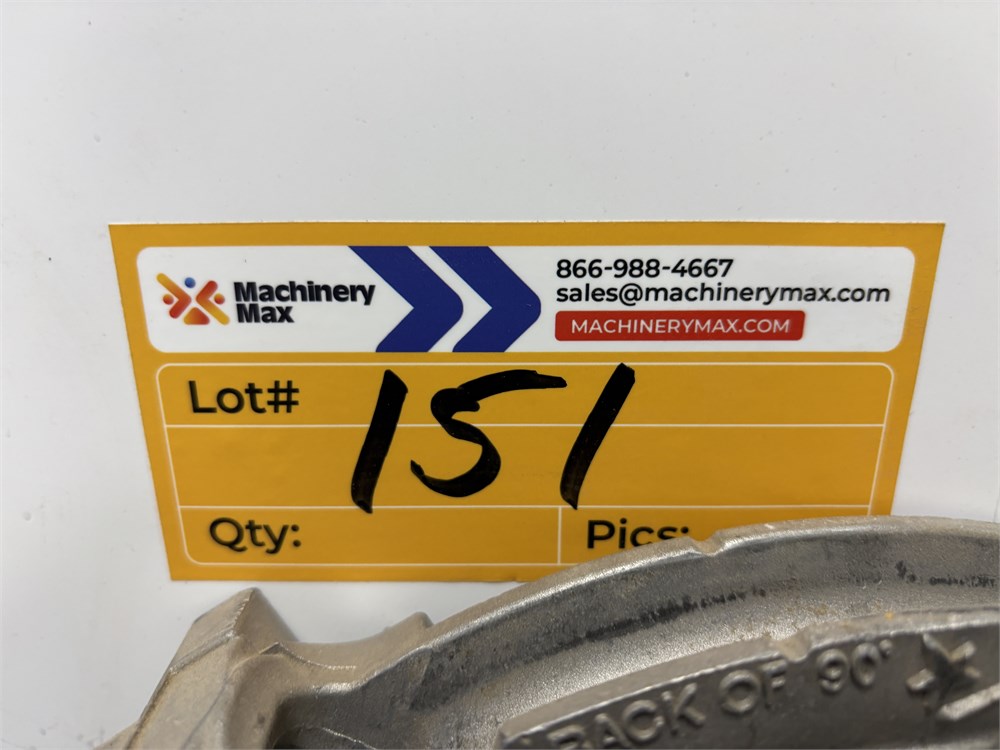 Machinery
Max
866-988-4667
sales@machinerymax.com
MACHINERYMAX.COM
Lot# 151
Qty:
Pics:
BACK OF 90°